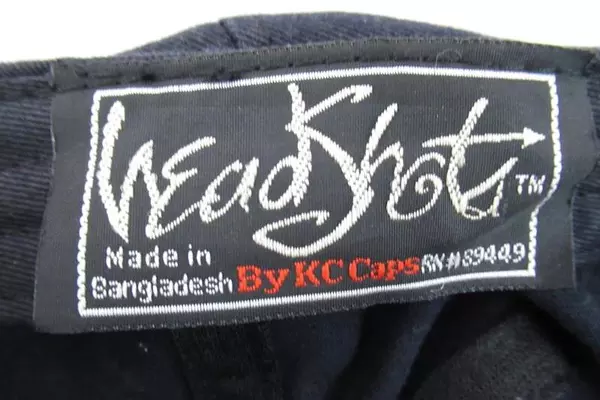 HeadShots™
Made in
Bangladesh By KC Caps RN#89449